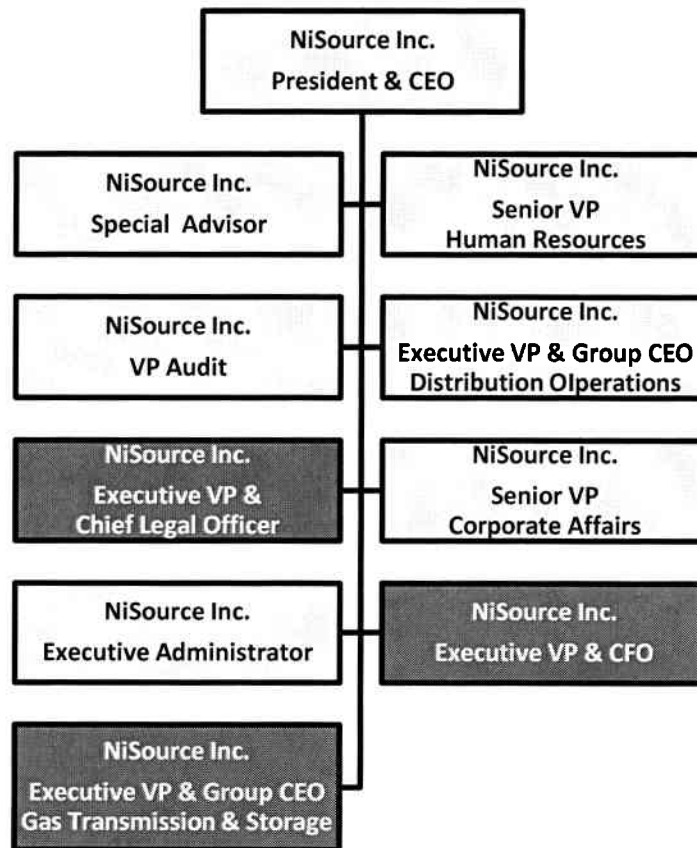 NiSource Inc.
President & CEO
NiSource Inc.
Special Advisor
NiSource Inc.
Senior VP
Human Resources
NiSource Inc.
VP Audit
NiSource Inc.
Executive VP & Group CEO
Distribution OIperations
NiSource Inc.
Executive VP &
Chief Legal Officer
NiSource Inc.
Senior VP
Corporate Affairs
NiSource Inc.
Executive Administrator
NiSource Inc.
Executive VP & CFO
NiSource Inc.
Executive VP & Group CEO
Gas Transmission & Storage